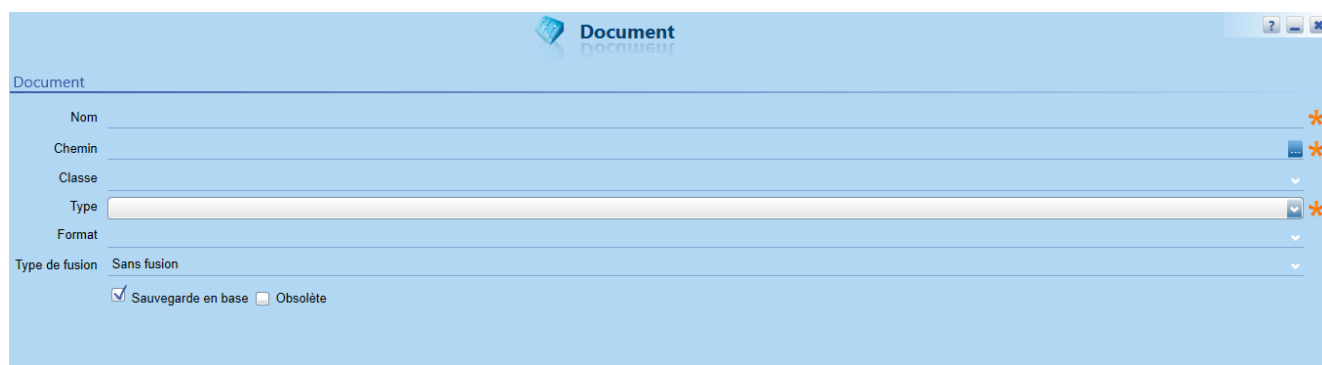 Document
Document
Nom
Chemin ...
Classe
Type
Format
Type de fusion Sans fusion
Sauvegarde en base Obsolète